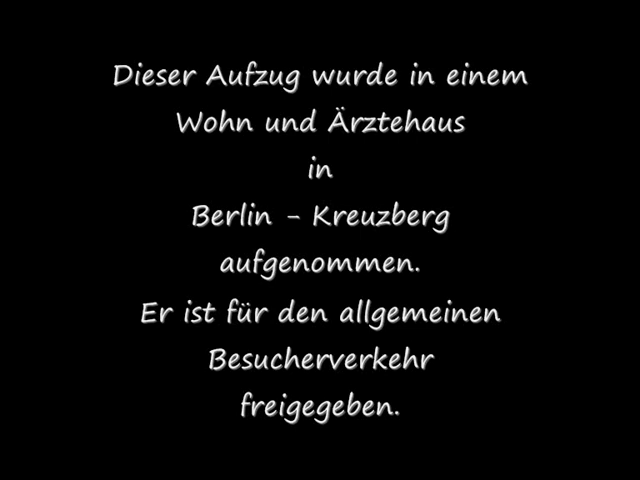 Dieser Aufzug wurde in einem
Wohn und Ärztehaus
in
Berlin - Kreuzberg
aufgenommen.
Er ist für den allgemeinen
Besucherverkehr
freigegeben.